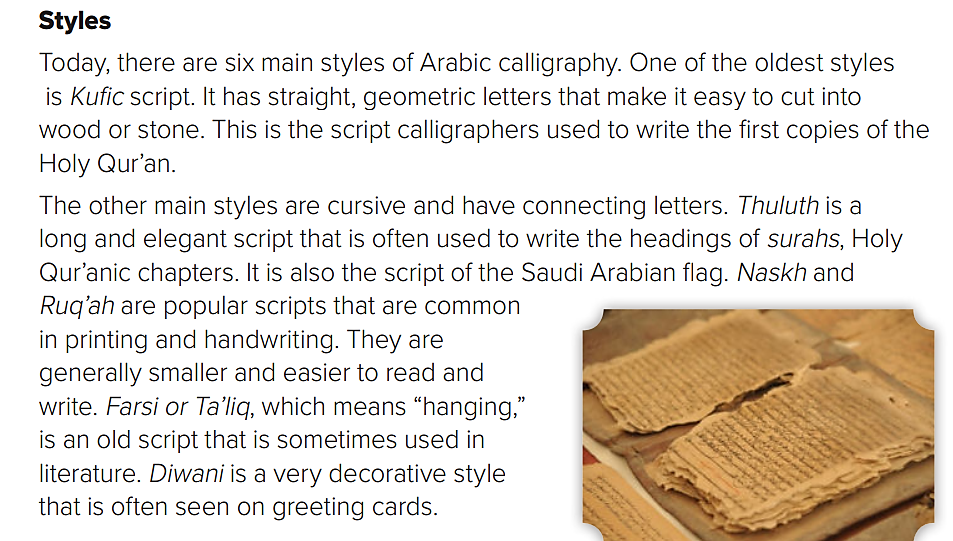 Styles
Today, there are six main styles of Arabic calligraphy. One of the oldest styles
is Kufic script. It has straight, geometric letters that make it easy to cut into
wood or stone. This is the script calligraphers used to write the first copies of the
Holy Qur’an.
The other main styles are cursive and have connecting letters. Thuluth is a
long and elegant script that is often used to write the headings of surahs, Holy
Qur’anic chapters. It is also the script of the Saudi Arabian flag. Naskh and
Ruq’ah are popular scripts that are common
in printing and handwriting. They are
generally smaller and easier to read and
write. Farsi or Ta’liq, which means “hanging,”
is an old script that is sometimes used in
literature. Diwani is a very decorative style
that is often seen on greeting cards.